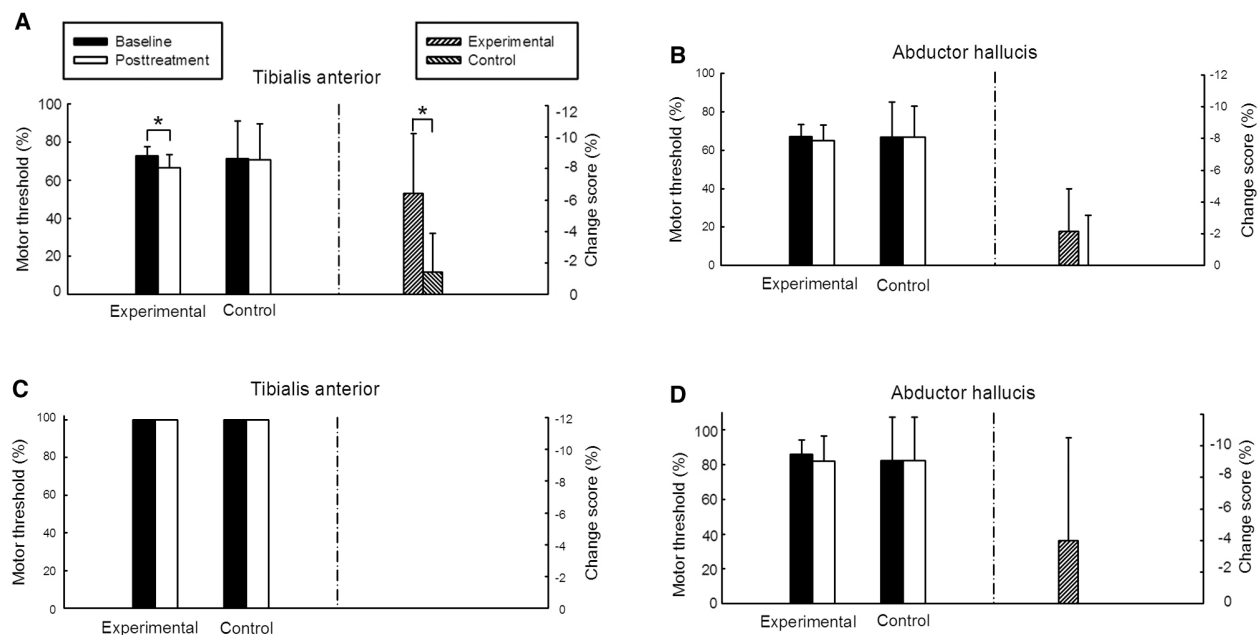 A
Baseline
Posttreatment
Experimental
Control
Tibialis anterior
Motor threshold (%)
100
80
60
40
20
0
*
*
-12
-10
-8
-6
-4
-2
0
Change score (%)
Experimental
Control
B
Abductor hallucis
Motor threshold (%)
100
80
60
40
20
0
-12
-10
-8
-6
-4
-2
0
Change score (%)
Experimental
Control
C
Tibialis anterior
Motor threshold (%)
100
80
60
40
20
0
-12
-10
-8
-6
-4
-2
0
Change score (%)
Experimental
Control
D
Abductor hallucis
Motor threshold (%)
100
80
60
40
20
0
-10
-8
-6
-4
-2
0
Change score (%)
Experimental
Control